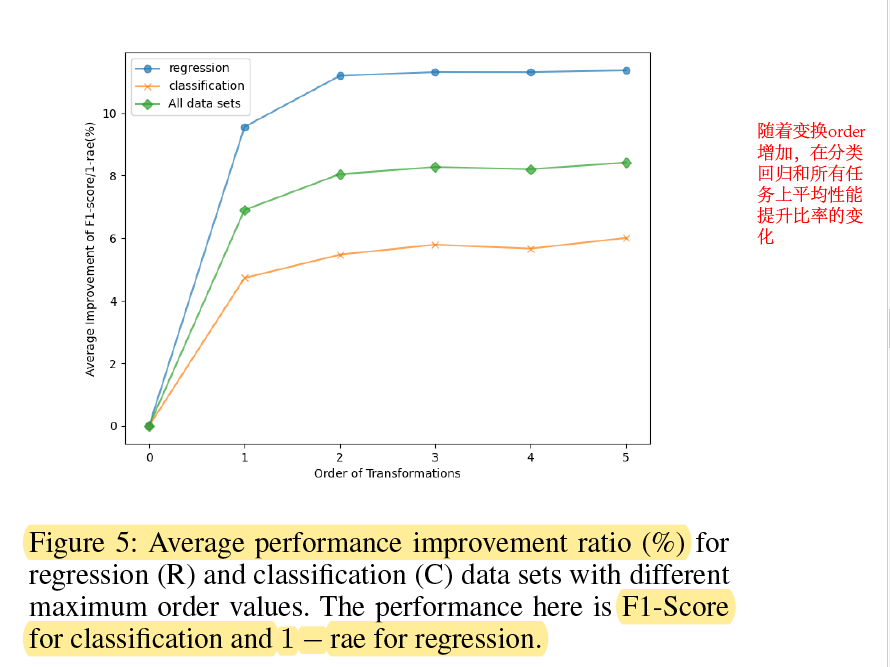 regression
classification
All data sets
10
8
6
4
2
0
Average Improvement of F1-score/1-rae(%)
0 1 2 3 4 5
Order of Transformations
随着变换order
增加，在分类
回归和所有任
务上平均性能
提升比率的变
化
Figure 5: Average performance improvement ratio (%) for
regression (R) and classification (C) data sets with different
maximum order values. The performance here is F1-Score
for classification and 1 − rae for regression.